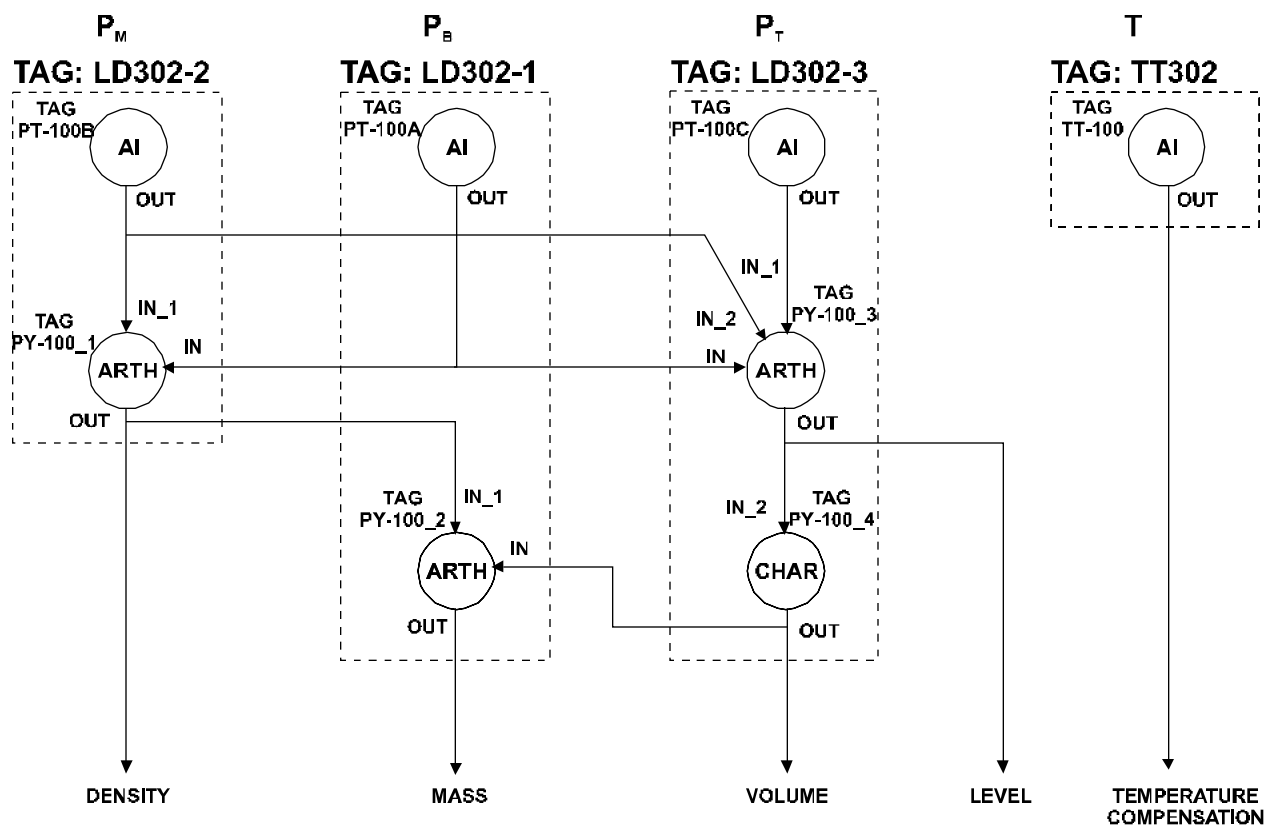 PM
PB
PT
T
TAG: LD302-2
TAG: LD302-1
TAG: LD302-3
TAG: TT302
TAG
PT-100B
AI
OUT
TAG
PT-100A
AI
OUT
TAG
PT-100C
AI
OUT
TAG
TT-100
AI
OUT
IN_1
TAG
PY-100_1
IN
ARTH
OUT
IN_1
TAG
PY-100_3
IN_2
IN
ARTH
OUT
TAG
PY-100_2
IN_1
IN
ARTH
OUT
IN_2
TAG
PY-100_4
CHAR
OUT
DENSITY
MASS
VOLUME
LEVEL
TEMPERATURE
COMPENSATION